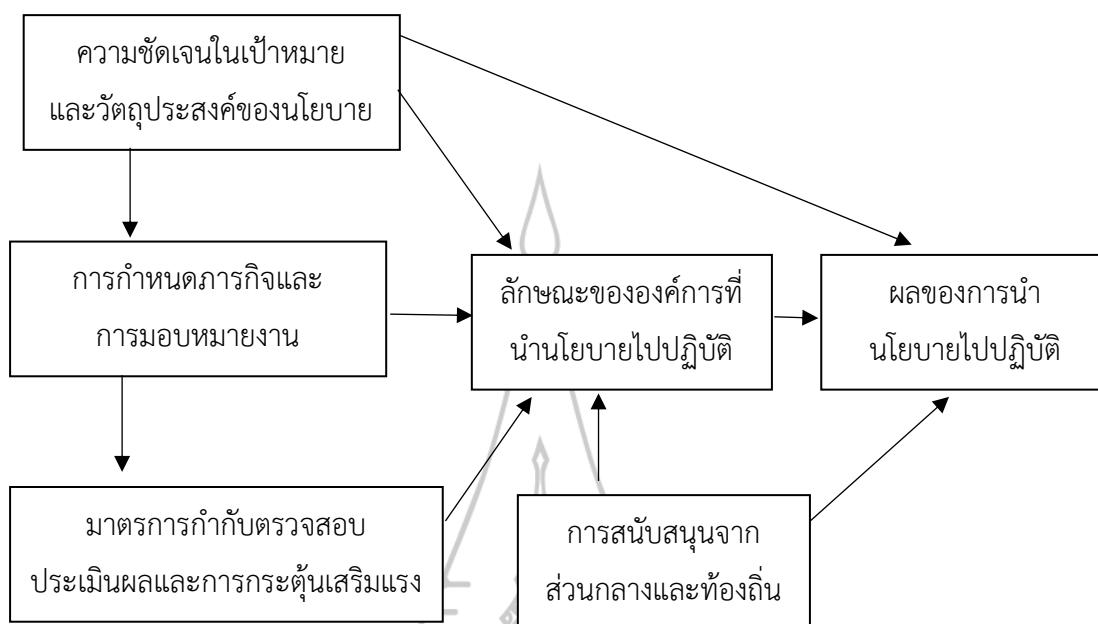 ความชัดเจนในเป้าหมาย
และวัตถุประสงค์ของนโยบาย
การกำหนดภารกิจและ
การมอบหมายงาน
ลักษณะขององค์การที่
นำนโยบายไปปฏิบัติ
ผลของการนำ
นโยบายไปปฏิบัติ
มาตรการกำกับตรวจสอบ
ประเมินผลและการกระตุ้นเสริมแรง
การสนับสนุนจาก
ส่วนกลางและท้องถิ่น